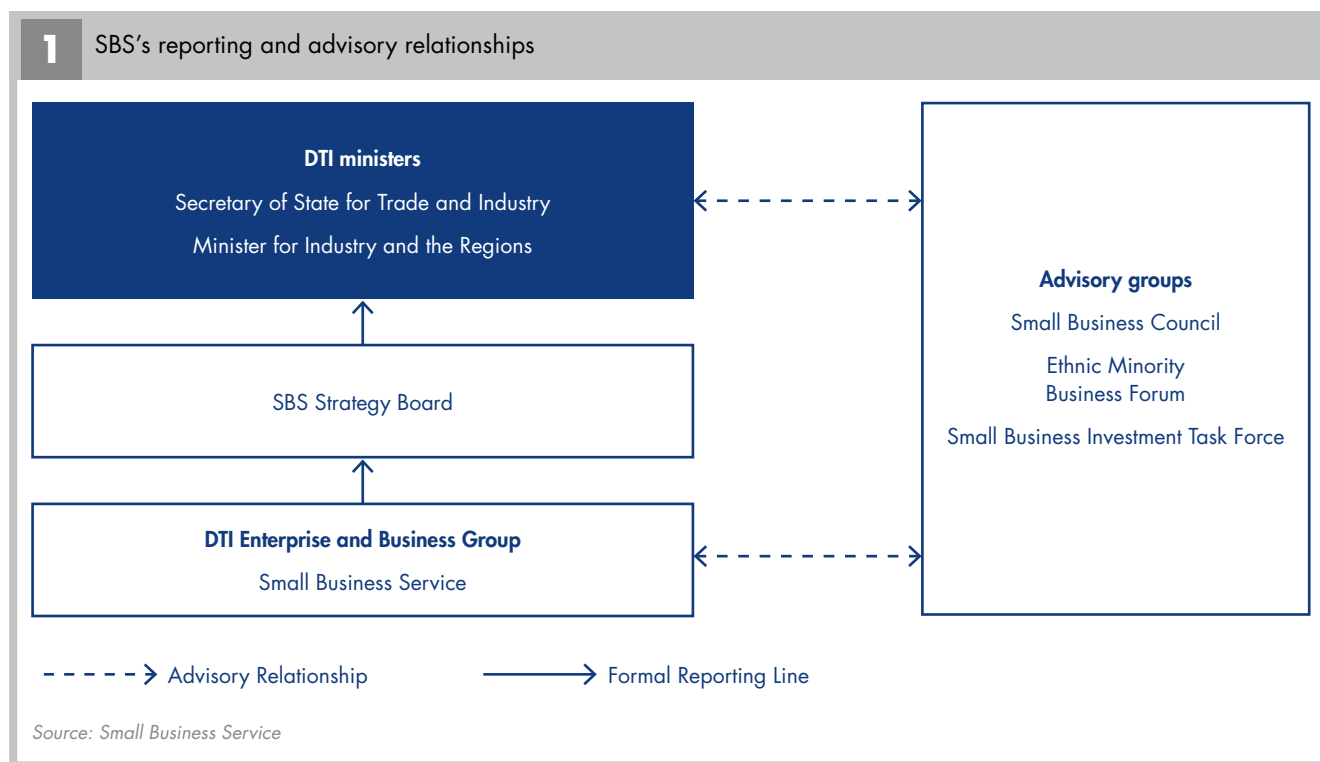 1
SBS’s reporting and advisory relationships
DTI ministers
Secretary of State for Trade and Industry
Minister for Industry and the Regions
SBS Strategy Board
DTI Enterprise and Business Group
Small Business Service
Advisory groups
Small Business Council
Ethnic Minority
Business Forum
Small Business Investment Task Force
Advisory Relationship
Formal Reporting Line
Source: Small Business Service